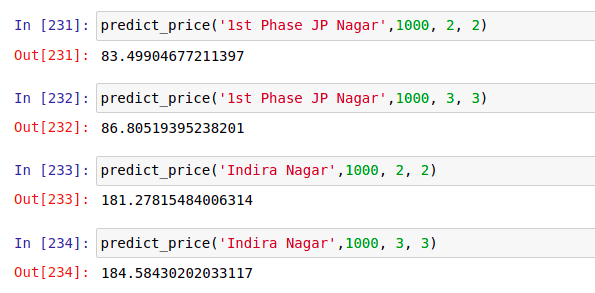 In [231]: predict_price('1st Phase JP Nagar',1000, 2, 2)
Out[231]: 83.49904677211397
In [232]: predict_price('1st Phase JP Nagar',1000, 3, 3)
Out[232]: 86.80519395238201
In [233]: predict_price('Indira Nagar',1000, 2, 2)
Out[233]: 181.27815484006314
In [234]: predict_price('Indira Nagar',1000, 3, 3)
Out[234]: 184.58430202033117